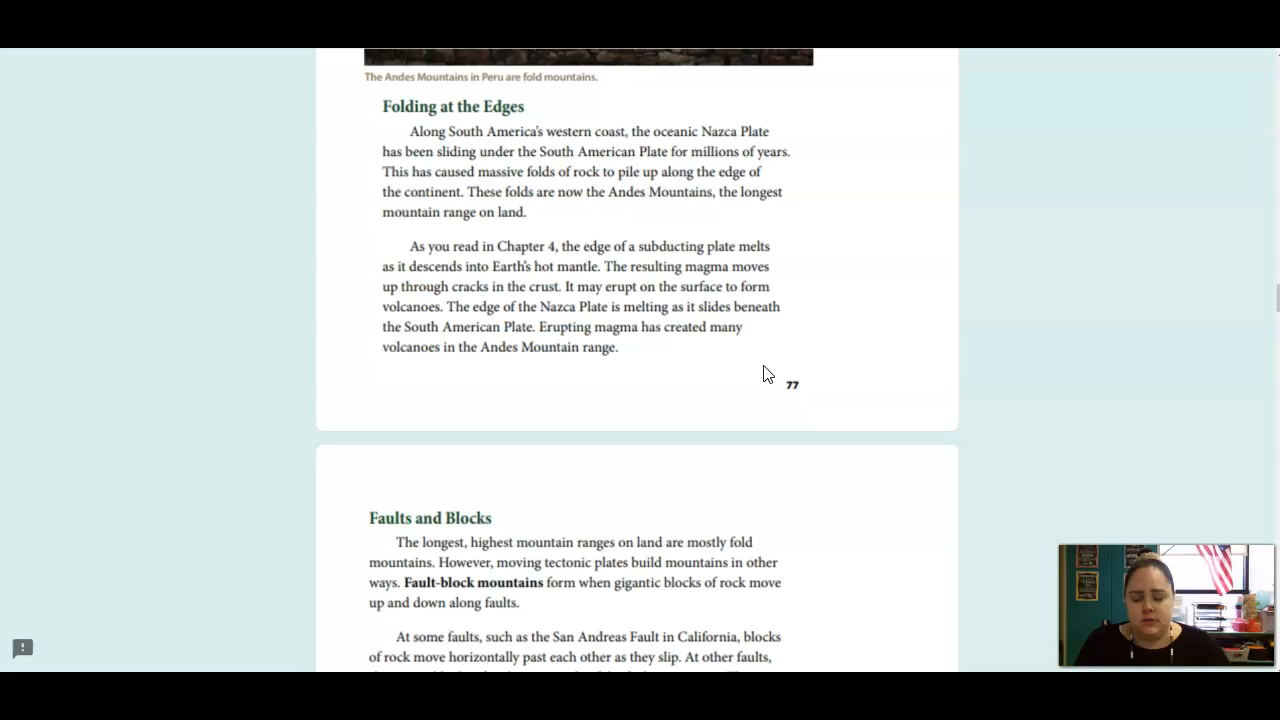 The Andes Mountains in Peru are fold mountains.
Folding at the Edges
Along South America's western coast, the oceanic Nazca Plate
has been sliding under the South American Plate for millions of years.
This has caused massive folds of rock to pile up along the edge of
the continent. These folds are now the Andes Mountains, the longest
mountain range on land.
As you read in Chapter 4, the edge of a subducting plate melts
as it descends into Earth's hot mantle. The resulting magma moves
up through cracks in the crust. It may erupt on the surface to form
volcanoes. The edge of the Nazca Plate is melting as it slides beneath
the South American Plate. Erupting magma has created many
volcanoes in the Andes Mountain range.
77
Faults and Blocks
The longest, highest mountain ranges on land are mostly fold
mountains. However, moving tectonic plates build mountains in other
ways. Fault-block mountains form when gigantic blocks of rock move
up and down along faults.
At some faults, such as the San Andreas Fault in California, blocks
of rock move horizontally past each other as they slip. At other faults,